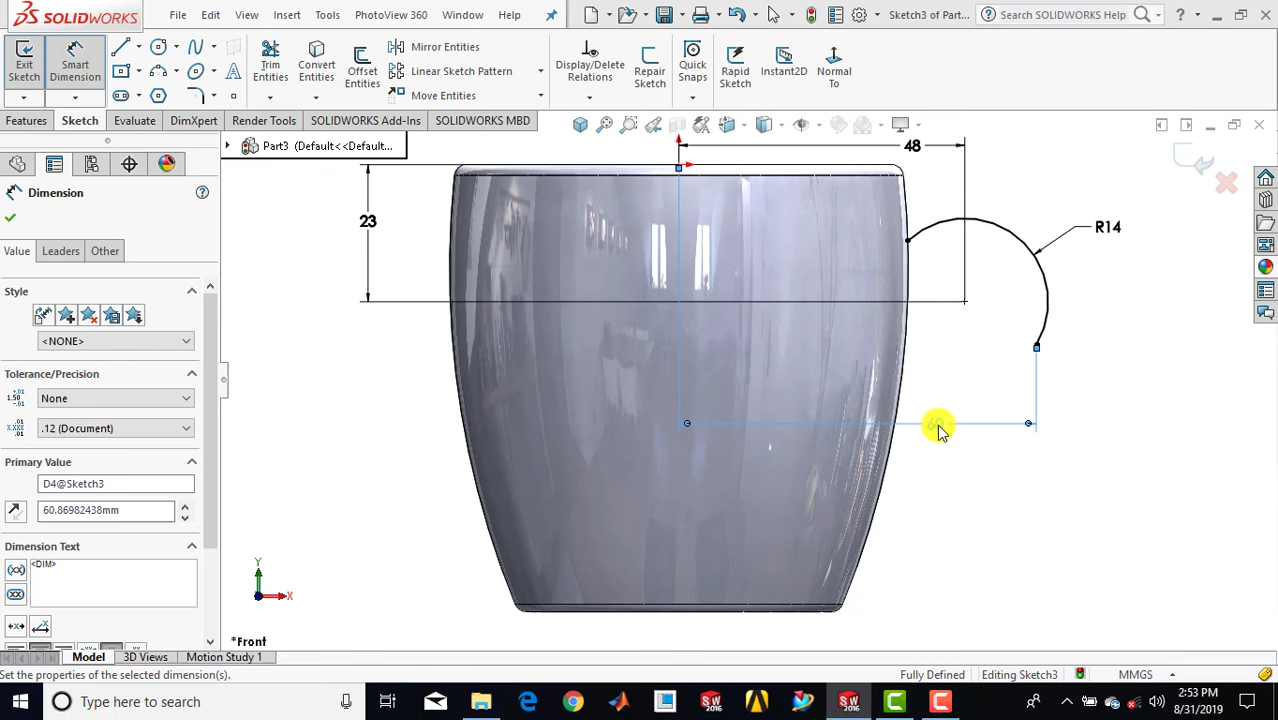 SOLIDWORKS
File Edit View Insert Tools PhotoView 360 Window Help
Sketch3 of Part... Search SOLIDWORKS Help
Exit Sketch
Smart Dimension
Trim Entities
Convert Entities
Offset Entities
Mirror Entities
Linear Sketch Pattern
Move Entities
Display/Delete Relations
Repair Sketch
Quick Snaps
Rapid Sketch
Instant2D
Normal To
Features Sketch Evaluate DimXpert Render Tools SOLIDWORKS Add-Ins SOLIDWORKS MBD
Part3 (Default<<Default...
Dimension
Value Leaders Other
Style
<NONE>
Tolerance/Precision
None
.12 (Document)
Primary Value
D4@Sketch3
60.86982438mm
Dimension Text
<DIM>
48
23
R14
Y
X
*Front
Model 3D Views Motion Study 1
Set the properties of the selected dimension(s). Fully Defined Editing Sketch3 MMGS
Type here to search
2:53 PM
8/31/2019